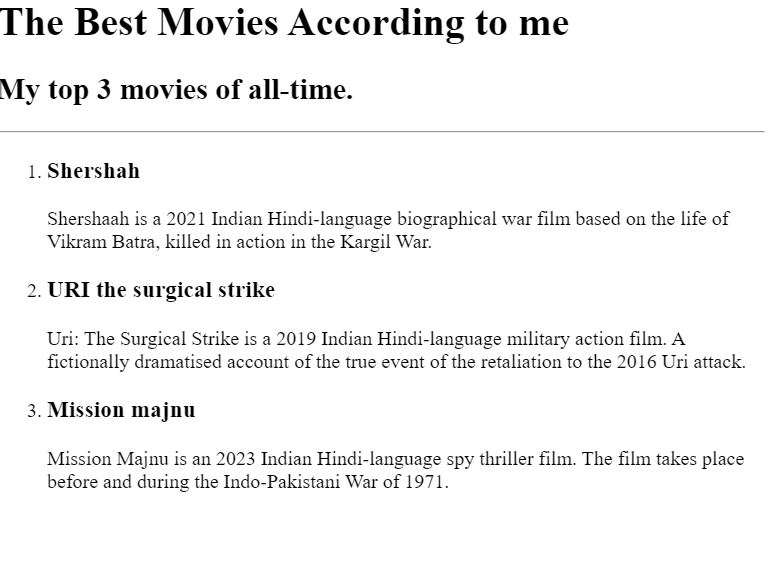 The Best Movies According to me
My top 3 movies of all-time.
1. Shershah
Shershaah is a 2021 Indian Hindi-language biographical war film based on the life of
Vikram Batra, killed in action in the Kargil War.
2. URI the surgical strike
Uri: The Surgical Strike is a 2019 Indian Hindi-language military action film. A
fictionally dramatised account of the true event of the retaliation to the 2016 Uri attack.
3. Mission majnu
Mission Majnu is an 2023 Indian Hindi-language spy thriller film. The film takes place
before and during the Indo-Pakistani War of 1971.